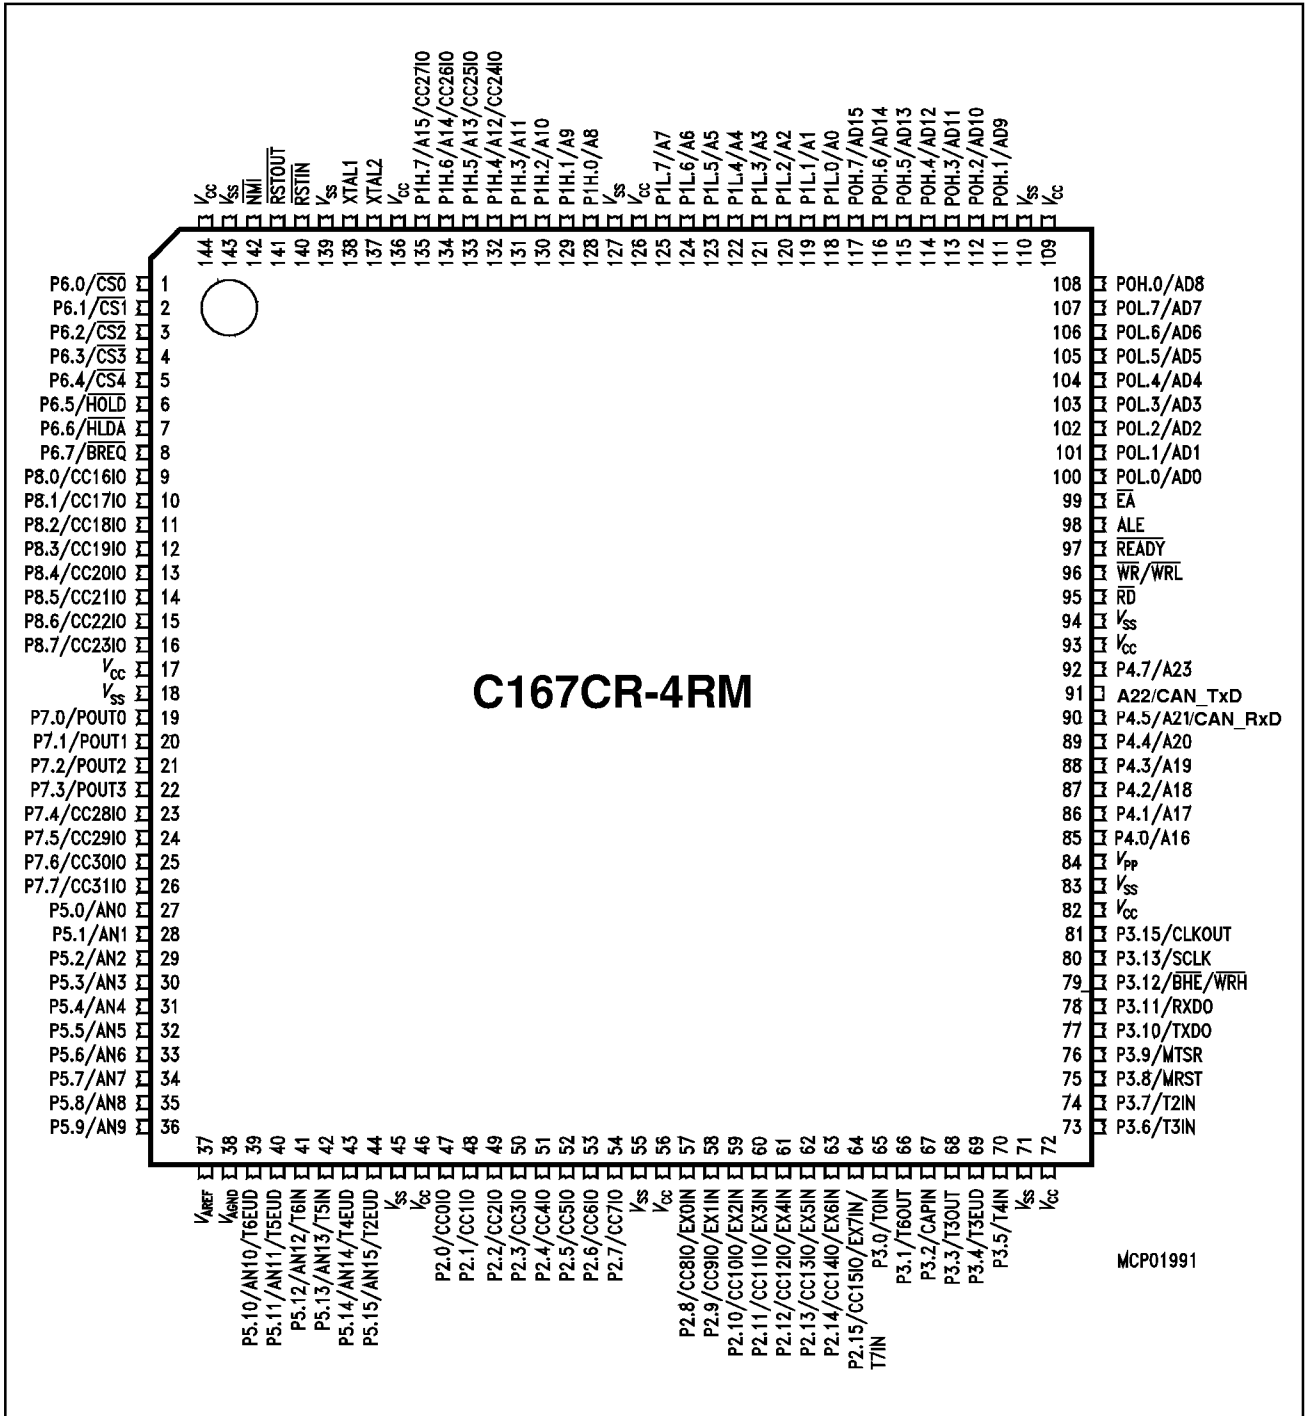 VCC
VSS
NMI
RSTOUT
RSTIN
VSS
XTAL1
XTAL2
VCC
P1H.7/A15/CC27IO
P1H.6/A14/CC26IO
P1H.5/A13/CC25IO
P1H.4/A12/CC24IO
P1H.3/A11
P1H.2/A10
P1H.1/A9
P1H.0/A8
VSS
VCC
P1L.7/A7
P1L.6/A6
P1L.5/A5
P1L.4/A4
P1L.3/A3
P1L.2/A2
P1L.1/A1
P1L.0/A0
P0H.7/AD15
P0H.6/AD14
P0H.5/AD13
P0H.4/AD12
P0H.3/AD11
P0H.2/AD10
P0H.1/AD9
VSS
VCC
144 143 142 141 140 139 138 137 136 135 134 133 132 131 130 129 128 127 126 125 124 123 122 121 120 119 118 117 116 115 114 113 112 111 110 109
P6.0/CS0 1
P6.1/CS1 2
P6.2/CS2 3
P6.3/CS3 4
P6.4/CS4 5
P6.5/HOLD 6
P6.6/HLDA 7
P6.7/BREQ 8
P8.0/CC16IO 9
P8.1/CC17IO 10
P8.2/CC18IO 11
P8.3/CC19IO 12
P8.4/CC20IO 13
P8.5/CC21IO 14
P8.6/CC22IO 15
P8.7/CC23IO 16
VCC 17
VSS 18
P7.0/POUT0 19
P7.1/POUT1 20
P7.2/POUT2 21
P7.3/POUT3 22
P7.4/CC28IO 23
P7.5/CC29IO 24
P7.6/CC30IO 25
P7.7/CC31IO 26
P5.0/AN0 27
P5.1/AN1 28
P5.2/AN2 29
P5.3/AN3 30
P5.4/AN4 31
P5.5/AN5 32
P5.6/AN6 33
P5.7/AN7 34
P5.8/AN8 35
P5.9/AN9 36
C167CR-4RM
108 P0H.0/AD8
107 P0L.7/AD7
106 P0L.6/AD6
105 P0L.5/AD5
104 P0L.4/AD4
103 P0L.3/AD3
102 P0L.2/AD2
101 P0L.1/AD1
100 P0L.0/AD0
99 EA
98 ALE
97 READY
96 WR/WRL
95 RD
94 VSS
93 VCC
92 P4.7/A23
91 A22/CAN_TxD
90 P4.5/A21/CAN_RxD
89 P4.4/A20
88 P4.3/A19
87 P4.2/A18
86 P4.1/A17
85 P4.0/A16
84 VPP
83 VSS
82 VCC
81 P3.15/CLKOUT
80 P3.13/SCLK
79 P3.12/BHE/WRH
78 P3.11/RXD0
77 P3.10/TXD0
76 P3.9/MTSR
75 P3.8/MRST
74 P3.7/T2IN
73 P3.6/T3IN
37 38 39 40 41 42 43 44 45 46 47 48 49 50 51 52 53 54 55 56 57 58 59 60 61 62 63 64 65 66 67 68 69 70 71 72
VAREF
VAGND
P5.10/AN10/T6EUD
P5.11/AN11/T5EUD
P5.12/AN12/T6IN
P5.13/AN13/T5IN
P5.14/AN14/T4EUD
P5.15/AN15/T2EUD
VSS
VCC
P2.0/CC0IO
P2.1/CC1IO
P2.2/CC2IO
P2.3/CC3IO
P2.4/CC4IO
P2.5/CC5IO
P2.6/CC6IO
P2.7/CC7IO
VSS
VCC
P2.8/CC8IO/EX0IN
P2.9/CC9IO/EX1IN
P2.10/CC10IO/EX2IN
P2.11/CC11IO/EX3IN
P2.12/CC12IO/EX4IN
P2.13/CC13IO/EX5IN
P2.14/CC14IO/EX6IN
P2.15/CC15IO/EX7IN/
T7IN
P3.0/T0IN
P3.1/T6OUT
P3.2/CAPIN
P3.3/T3OUT
P3.4/T3EUD
P3.5/T4IN
VSS
VCC
MCP01991